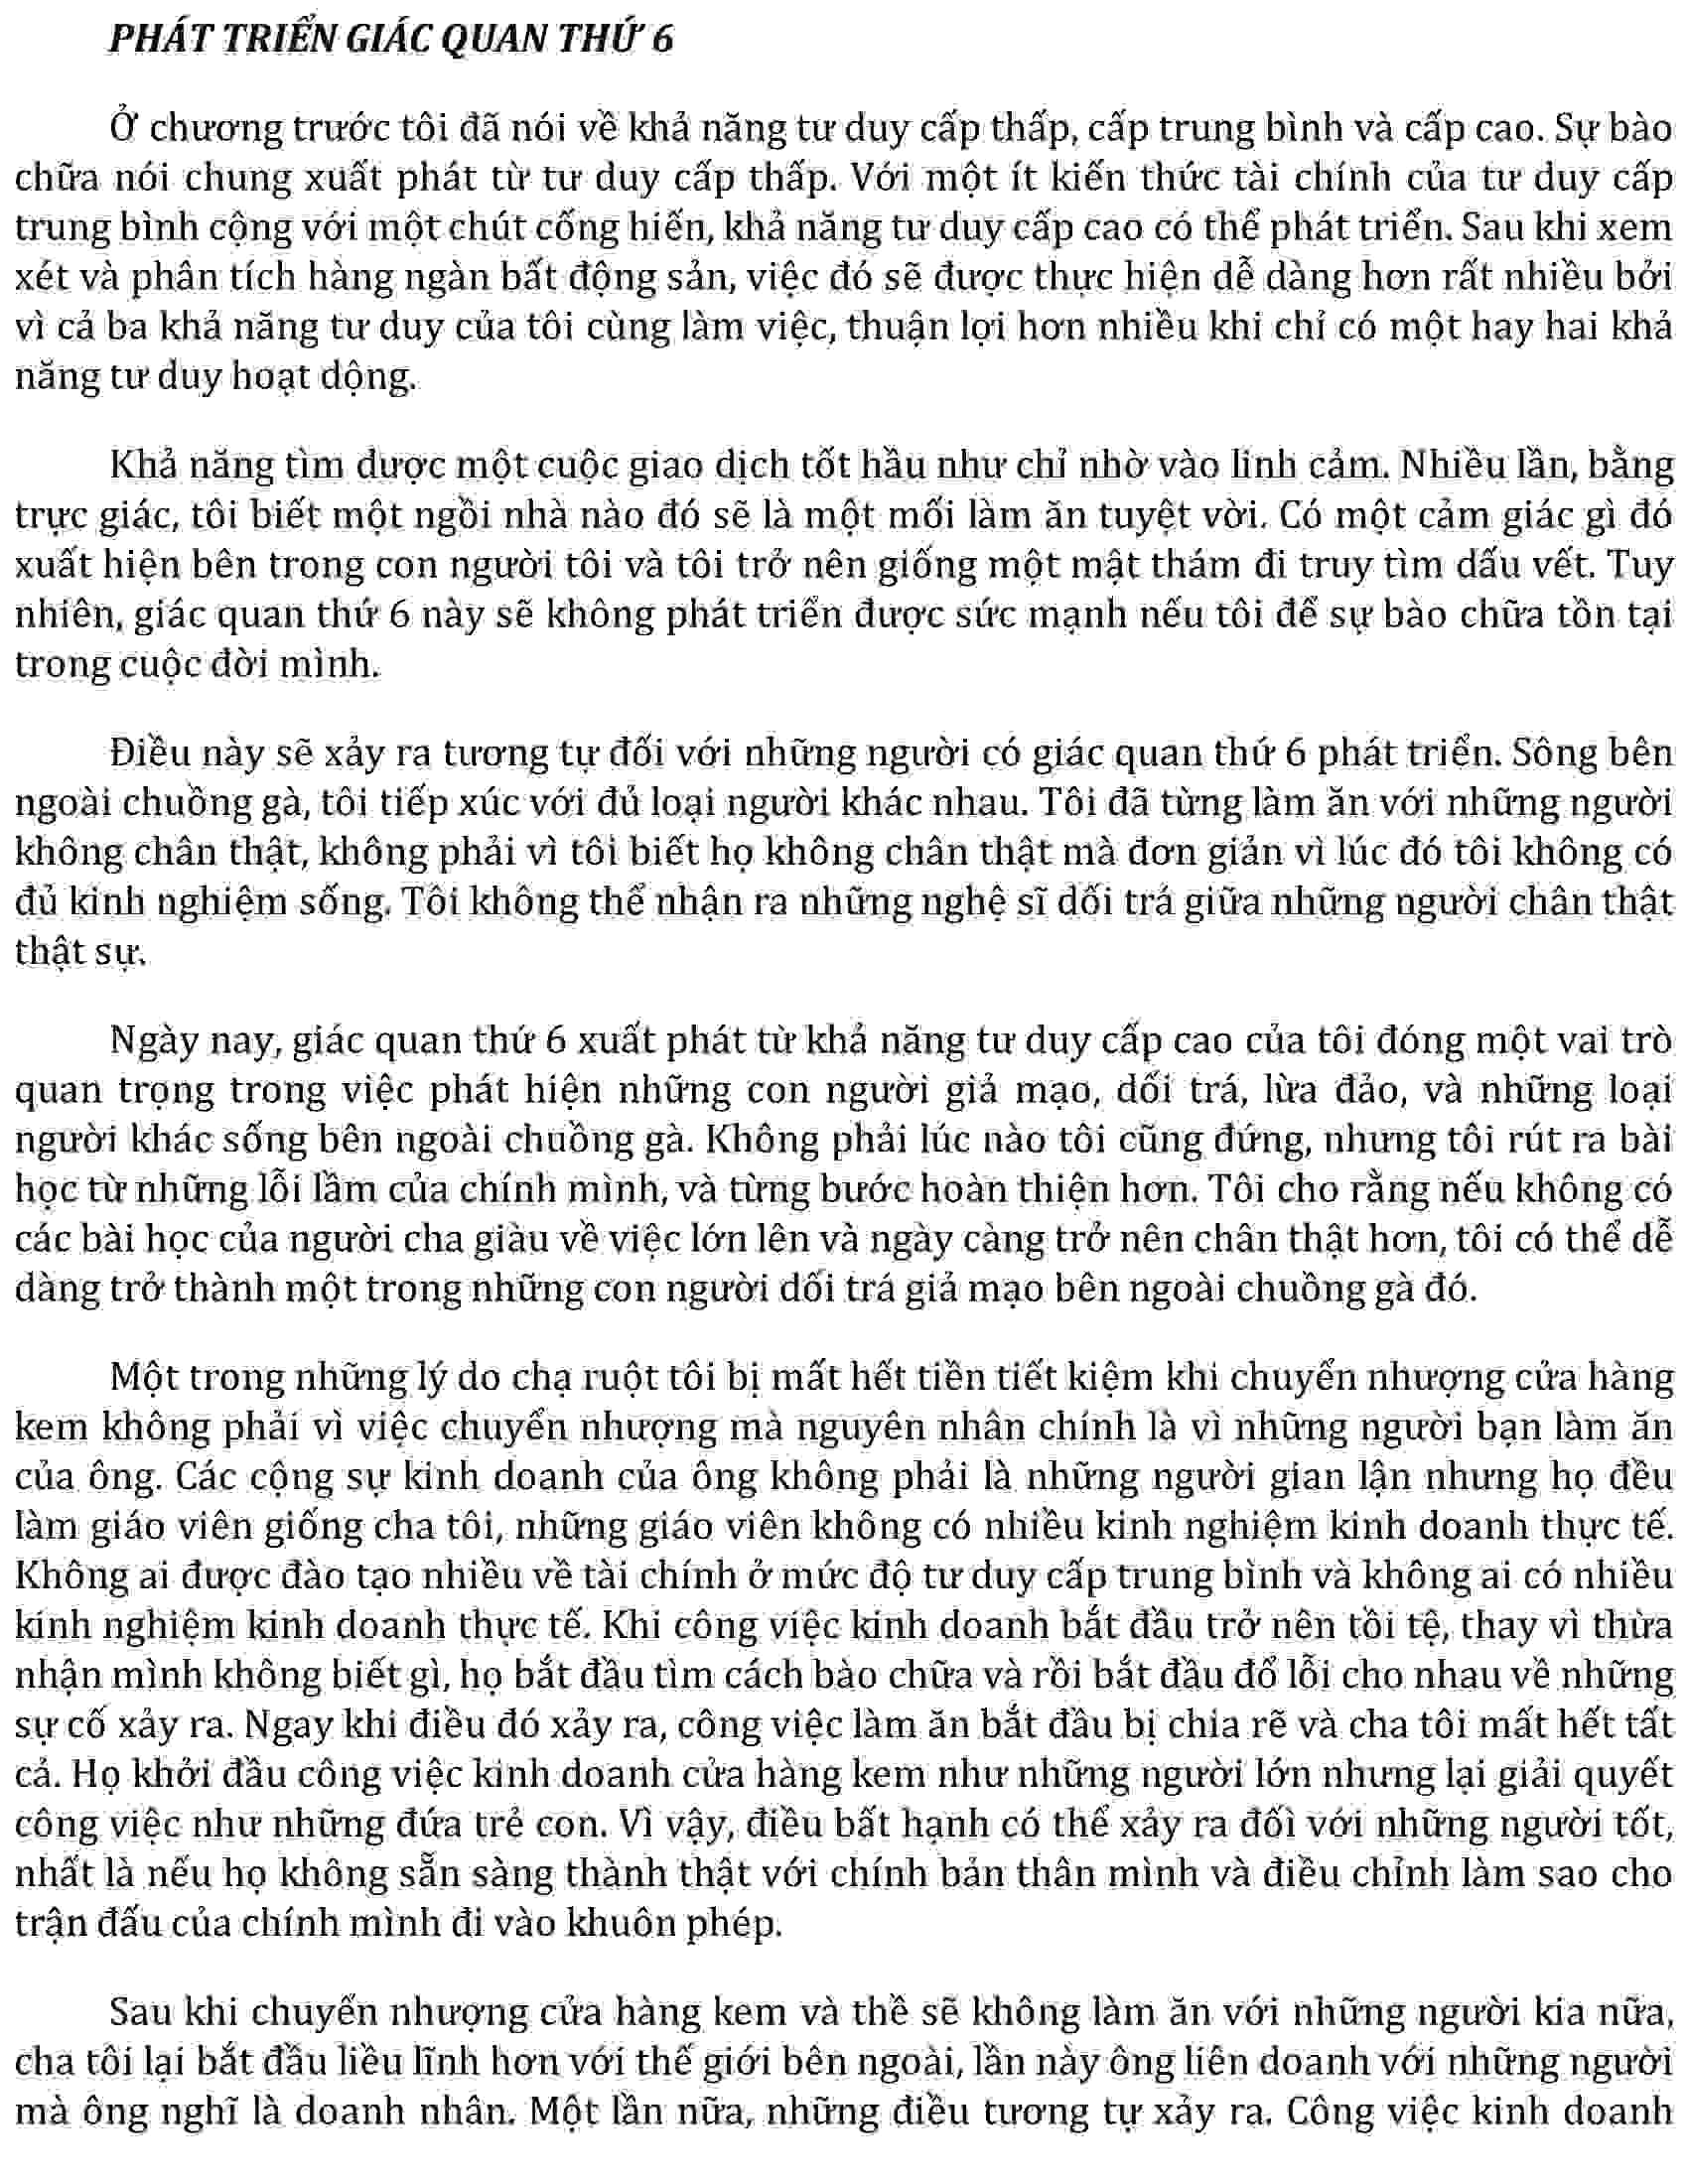 PHÁT TRIỂN GIÁC QUAN THỨ 6
Ở chương trước tôi đã nói về khả năng tư duy cấp thấp, cấp trung bình và cấp cao. Sự bào
chữa nói chung xuất phát từ tư duy cấp thấp. Với một ít kiến thức tài chính của tư duy cấp
trung bình cộng với một chút cống hiến, khả năng tư duy cấp cao có thể phát triển. Sau khi xem
xét và phân tích hàng ngàn bất động sản, việc đó sẽ được thực hiện dễ dàng hơn rất nhiều bởi
vì cả ba khả năng tư duy của tôi cùng làm việc, thuận lợi hơn nhiều khi chỉ có một hay hai khả
năng tư duy hoạt động.
Khả năng tìm được một cuộc giao dịch tốt hầu như chỉ nhờ vào linh cảm. Nhiều lần, bằng
trực giác, tôi biết một ngồi nhà nào đó sẽ là một mối làm ăn tuyệt vời. Có một cảm giác gì đó
xuất hiện bên trong con người tôi và tôi trở nên giống một mật thám đi truy tìm dấu vết. Tuy
nhiên, giác quan thứ 6 này sẽ không phát triển được sức mạnh nếu tôi để sự bào chữa tồn tại
trong cuộc đời mình.
Điều này sẽ xảy ra tương tự đối với những người có giác quan thứ 6 phát triển. Sông bên
ngoài chuồng gà, tôi tiếp xúc với đủ loại người khác nhau. Tôi đã từng làm ăn với những người
không chân thật, không phải vì tôi biết họ không chân thật mà đơn giản vì lúc đó tôi không có
đủ kinh nghiệm sống. Tôi không thể nhận ra những nghệ sĩ dối trá giữa những người chân thật
thật sự.
Ngày nay, giác quan thứ 6 xuất phát từ khả năng tư duy cấp cao của tôi đóng một vai trò
quan trọng trong việc phát hiện những con người giả mạo, dối trá, lừa đảo, và những loại
người khác sống bên ngoài chuồng gà. Không phải lúc nào tôi cũng đứng, nhưng tôi rút ra bài
học từ những lỗi lầm của chính mình, và từng bước hoàn thiện hơn. Tôi cho rằng nếu không có
các bài học của người cha giàu về việc lớn lên và ngày càng trở nên chân thật hơn, tôi có thể dễ
dàng trở thành một trong những con người dối trá giả mạo bên ngoài chuồng gà đó.
Một trong những lý do chạ ruột tôi bị mất hết tiền tiết kiệm khi chuyển nhượng cửa hàng
kem không phải vì việc chuyển nhượng mà nguyên nhân chính là vì những người bạn làm ăn
của ông. Các cộng sự kinh doanh của ông không phải là những người gian lận nhưng họ đều
làm giáo viên giống cha tôi, những giáo viên không có nhiều kinh nghiệm kinh doanh thực tế.
Không ai được đào tạo nhiều về tài chính ở mức độ tư duy cấp trung bình và không ai có nhiều
kinh nghiệm kinh doanh thực tế. Khi công việc kinh doanh bắt đầu trở nên tồi tệ, thay vì thừa
nhận mình không biết gì, họ bắt đầu tìm cách bào chữa và rồi bắt đầu đổ lỗi cho nhau về những
sự cố xảy ra. Ngay khi điều đó xảy ra, công việc làm ăn bắt đầu bị chia rẽ và cha tôi mất hết tất
cả. Họ khởi đầu công việc kinh doanh cửa hàng kem như những người lớn nhưng lại giải quyết
công việc như những đứa trẻ con. Vì vậy, điều bất hạnh có thể xảy ra đối với những người tốt,
nhất là nếu họ không sẵn sàng thành thật với chính bản thân mình và điều chỉnh làm sao cho
trận đấu của chính mình đi vào khuôn phép.
Sau khi chuyển nhượng cửa hàng kem và thề sẽ không làm ăn với những người kia nữa,
cha tôi lại bắt đầu liều lĩnh hơn với thế giới bên ngoài, lần này ông liên doanh với những người
mà ông nghĩ là doanh nhân. Một lần nữa, những điều tương tự xảy ra. Công việc kinh doanh